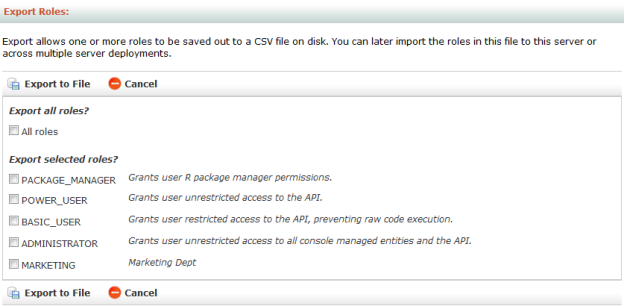 Export Roles:
Export allows one or more roles to be saved out to a CSV file on disk. You can later import the roles in this file to this server or
across multiple server deployments.
Export to File Cancel
Export all roles?
All roles
Export selected roles?
PACKAGE_MANAGER Grants user R package manager permissions.
POWER_USER Grants user unrestricted access to the API.
BASIC_USER Grants user restricted access to the API, preventing raw code execution.
ADMINISTRATOR Grants user unrestricted access to all console managed entities and the API.
MARKETING Marketing Dept
Export to File Cancel